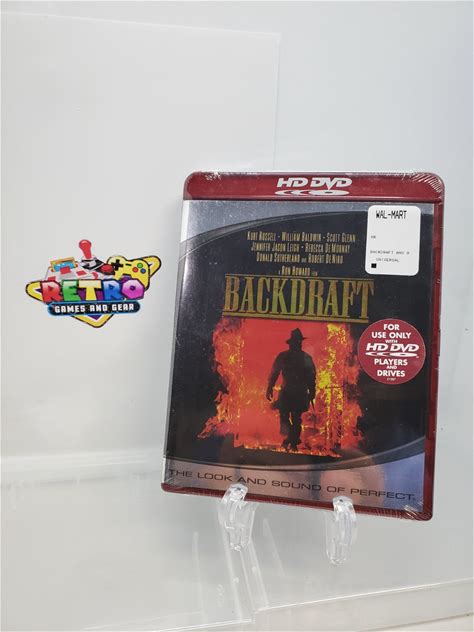 HD DVD
WAL-MART
BACKDRAFT
UNIVERSAL
KURT RUSSELL · WILLIAM BALDWIN · SCOTT GLENN
JENNIFER JASON LEIGH · REBECCA DEMORNAY
DONALD SUTHERLAND AND ROBERT DENIRO
A RON HOWARD FILM
BACKDRAFT
FOR
USE ONLY
WITH
HD DVD
PLAYERS
AND
DRIVES
RETRO
GAMES AND GEAR
THE LOOK AND SOUND OF PERFECT.